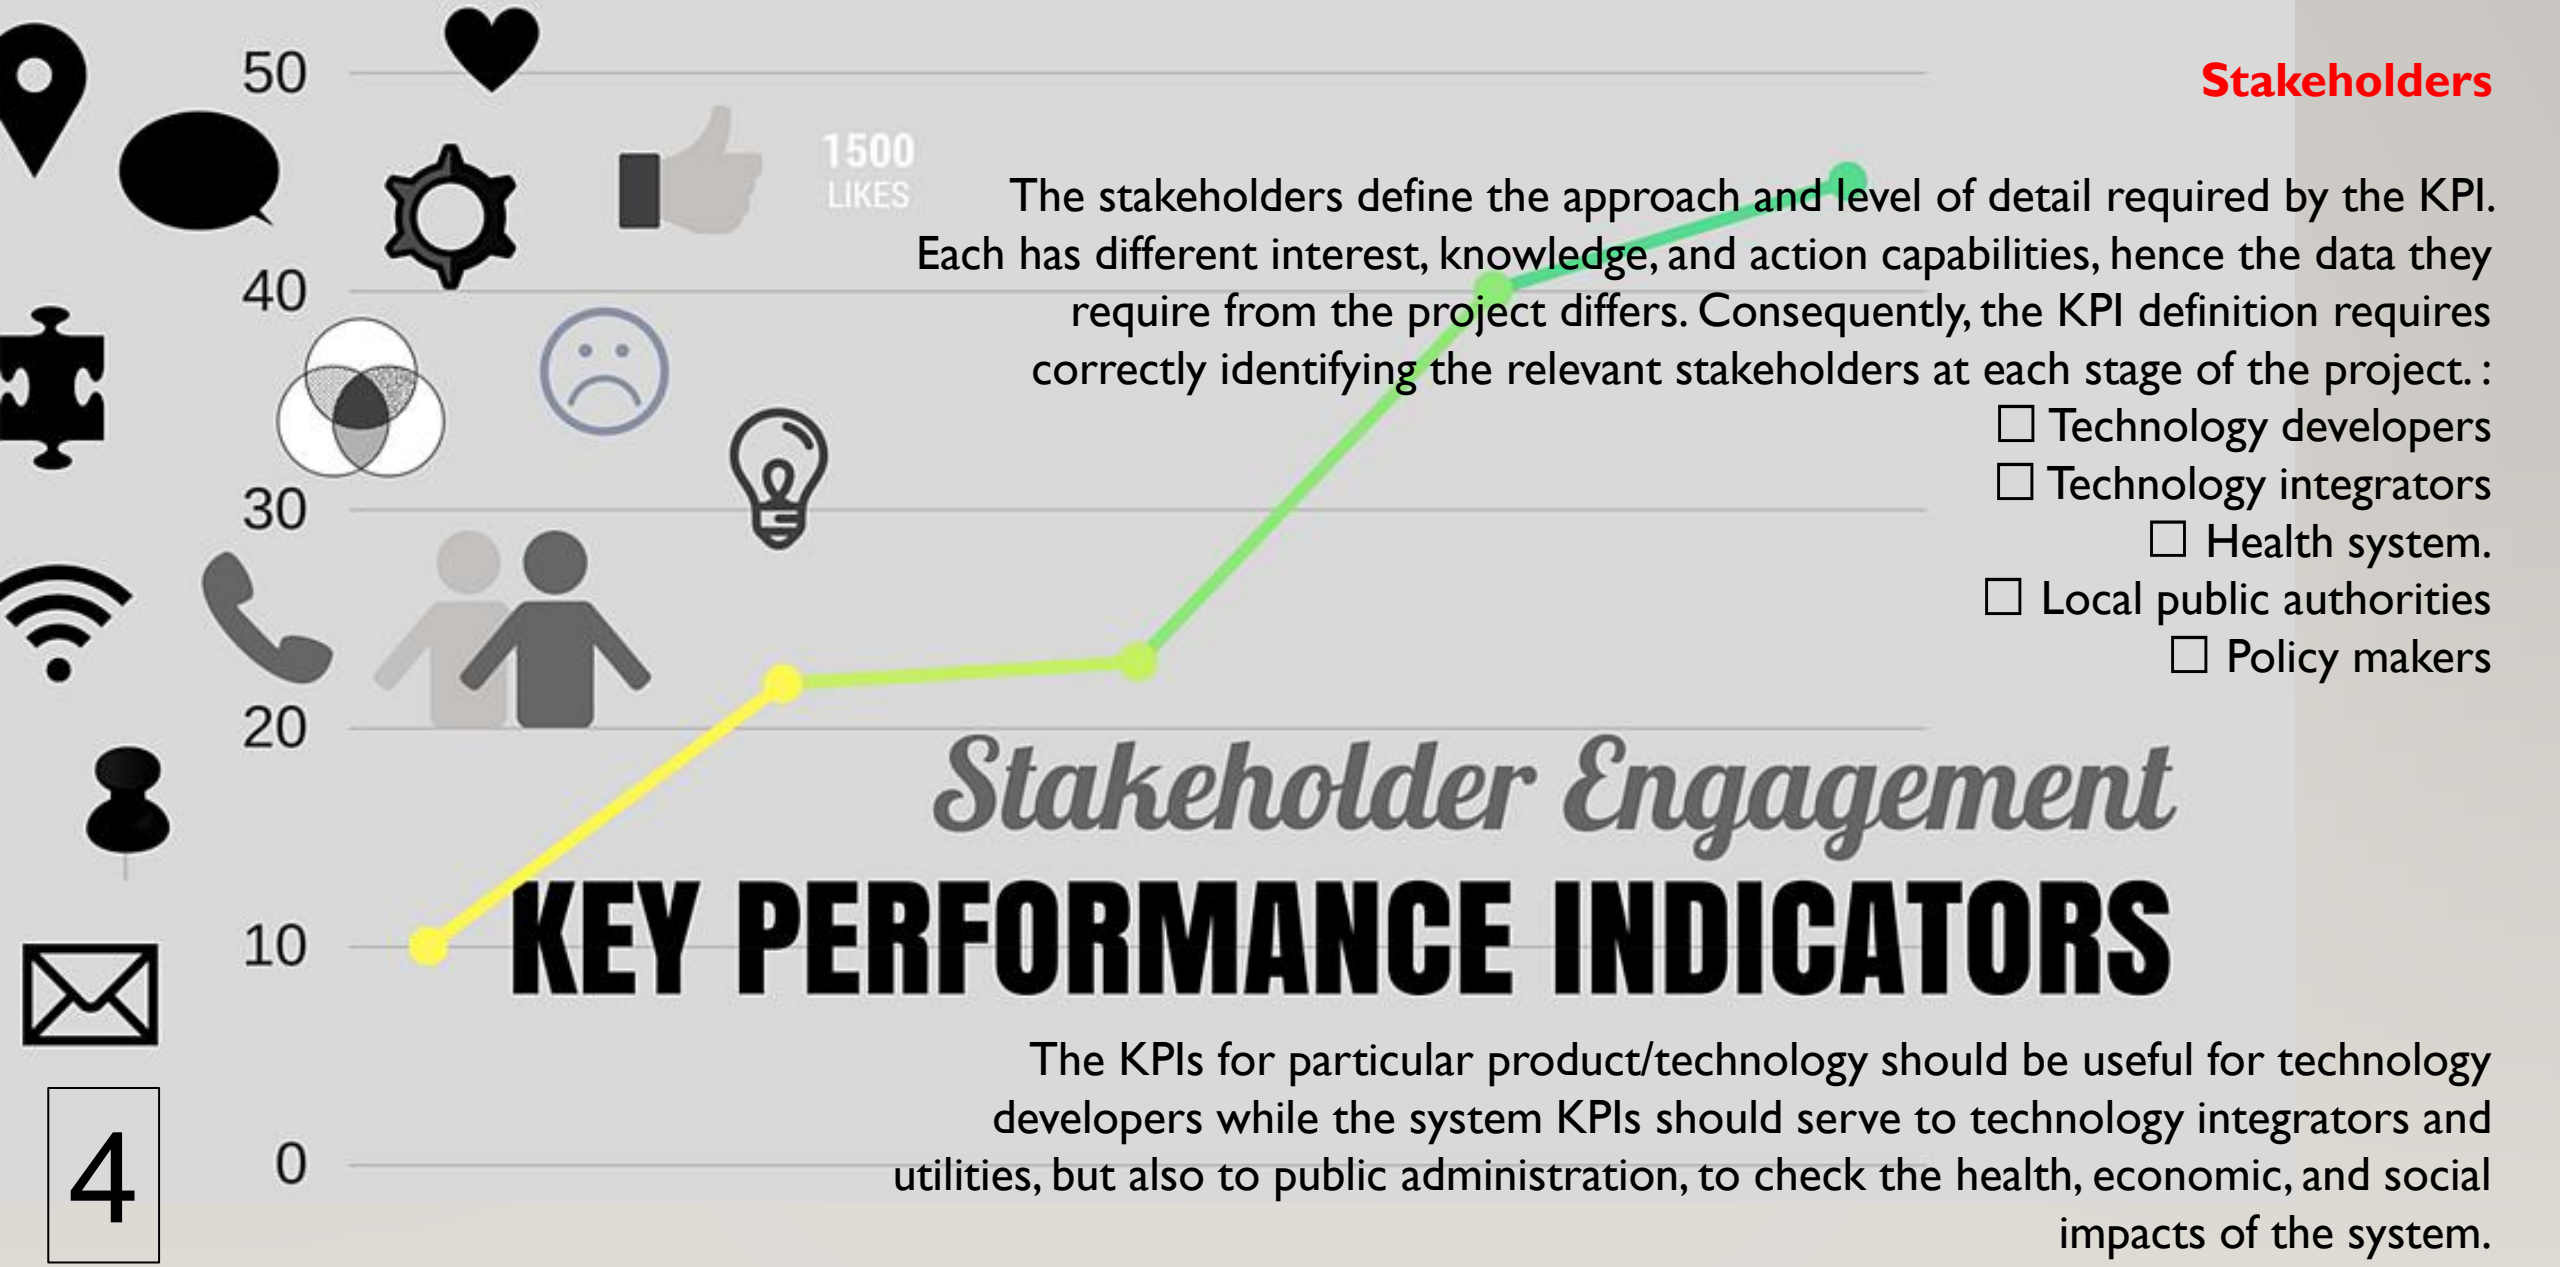 Stakeholders
50
1500
LIKES
The stakeholders define the approach and level of detail required by the KPI.
Each has different interest, knowledge, and action capabilities, hence the data they
40
require from the project differs. Consequently, the KPI definition requires
correctly identifying the relevant stakeholders at each stage of the project. :
☐ Technology developers
☐ Technology integrators
30
☐ Health system.
☐ Local public authorities
☐ Policy makers
20
Stakeholder Engagement
KEY PERFORMANCE INDICATORS
10
The KPIs for particular product/technology should be useful for technology
developers while the system KPIs should serve to technology integrators and
0
utilities, but also to public administration, to check the health, economic, and social
impacts of the system.
4